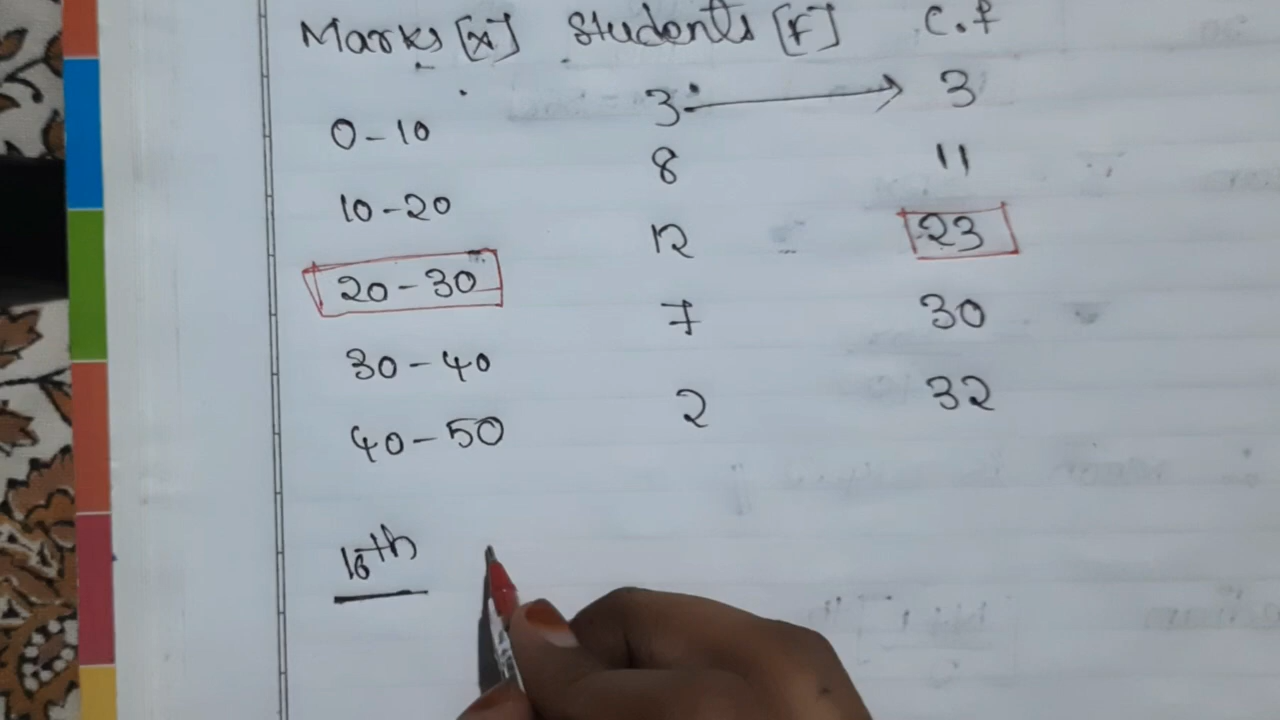 Marks [x] Students [F] C.f
0-10 3 3
10-20 8 11
20-30 12 23
30-40 7 30
40-50 2 32
16th